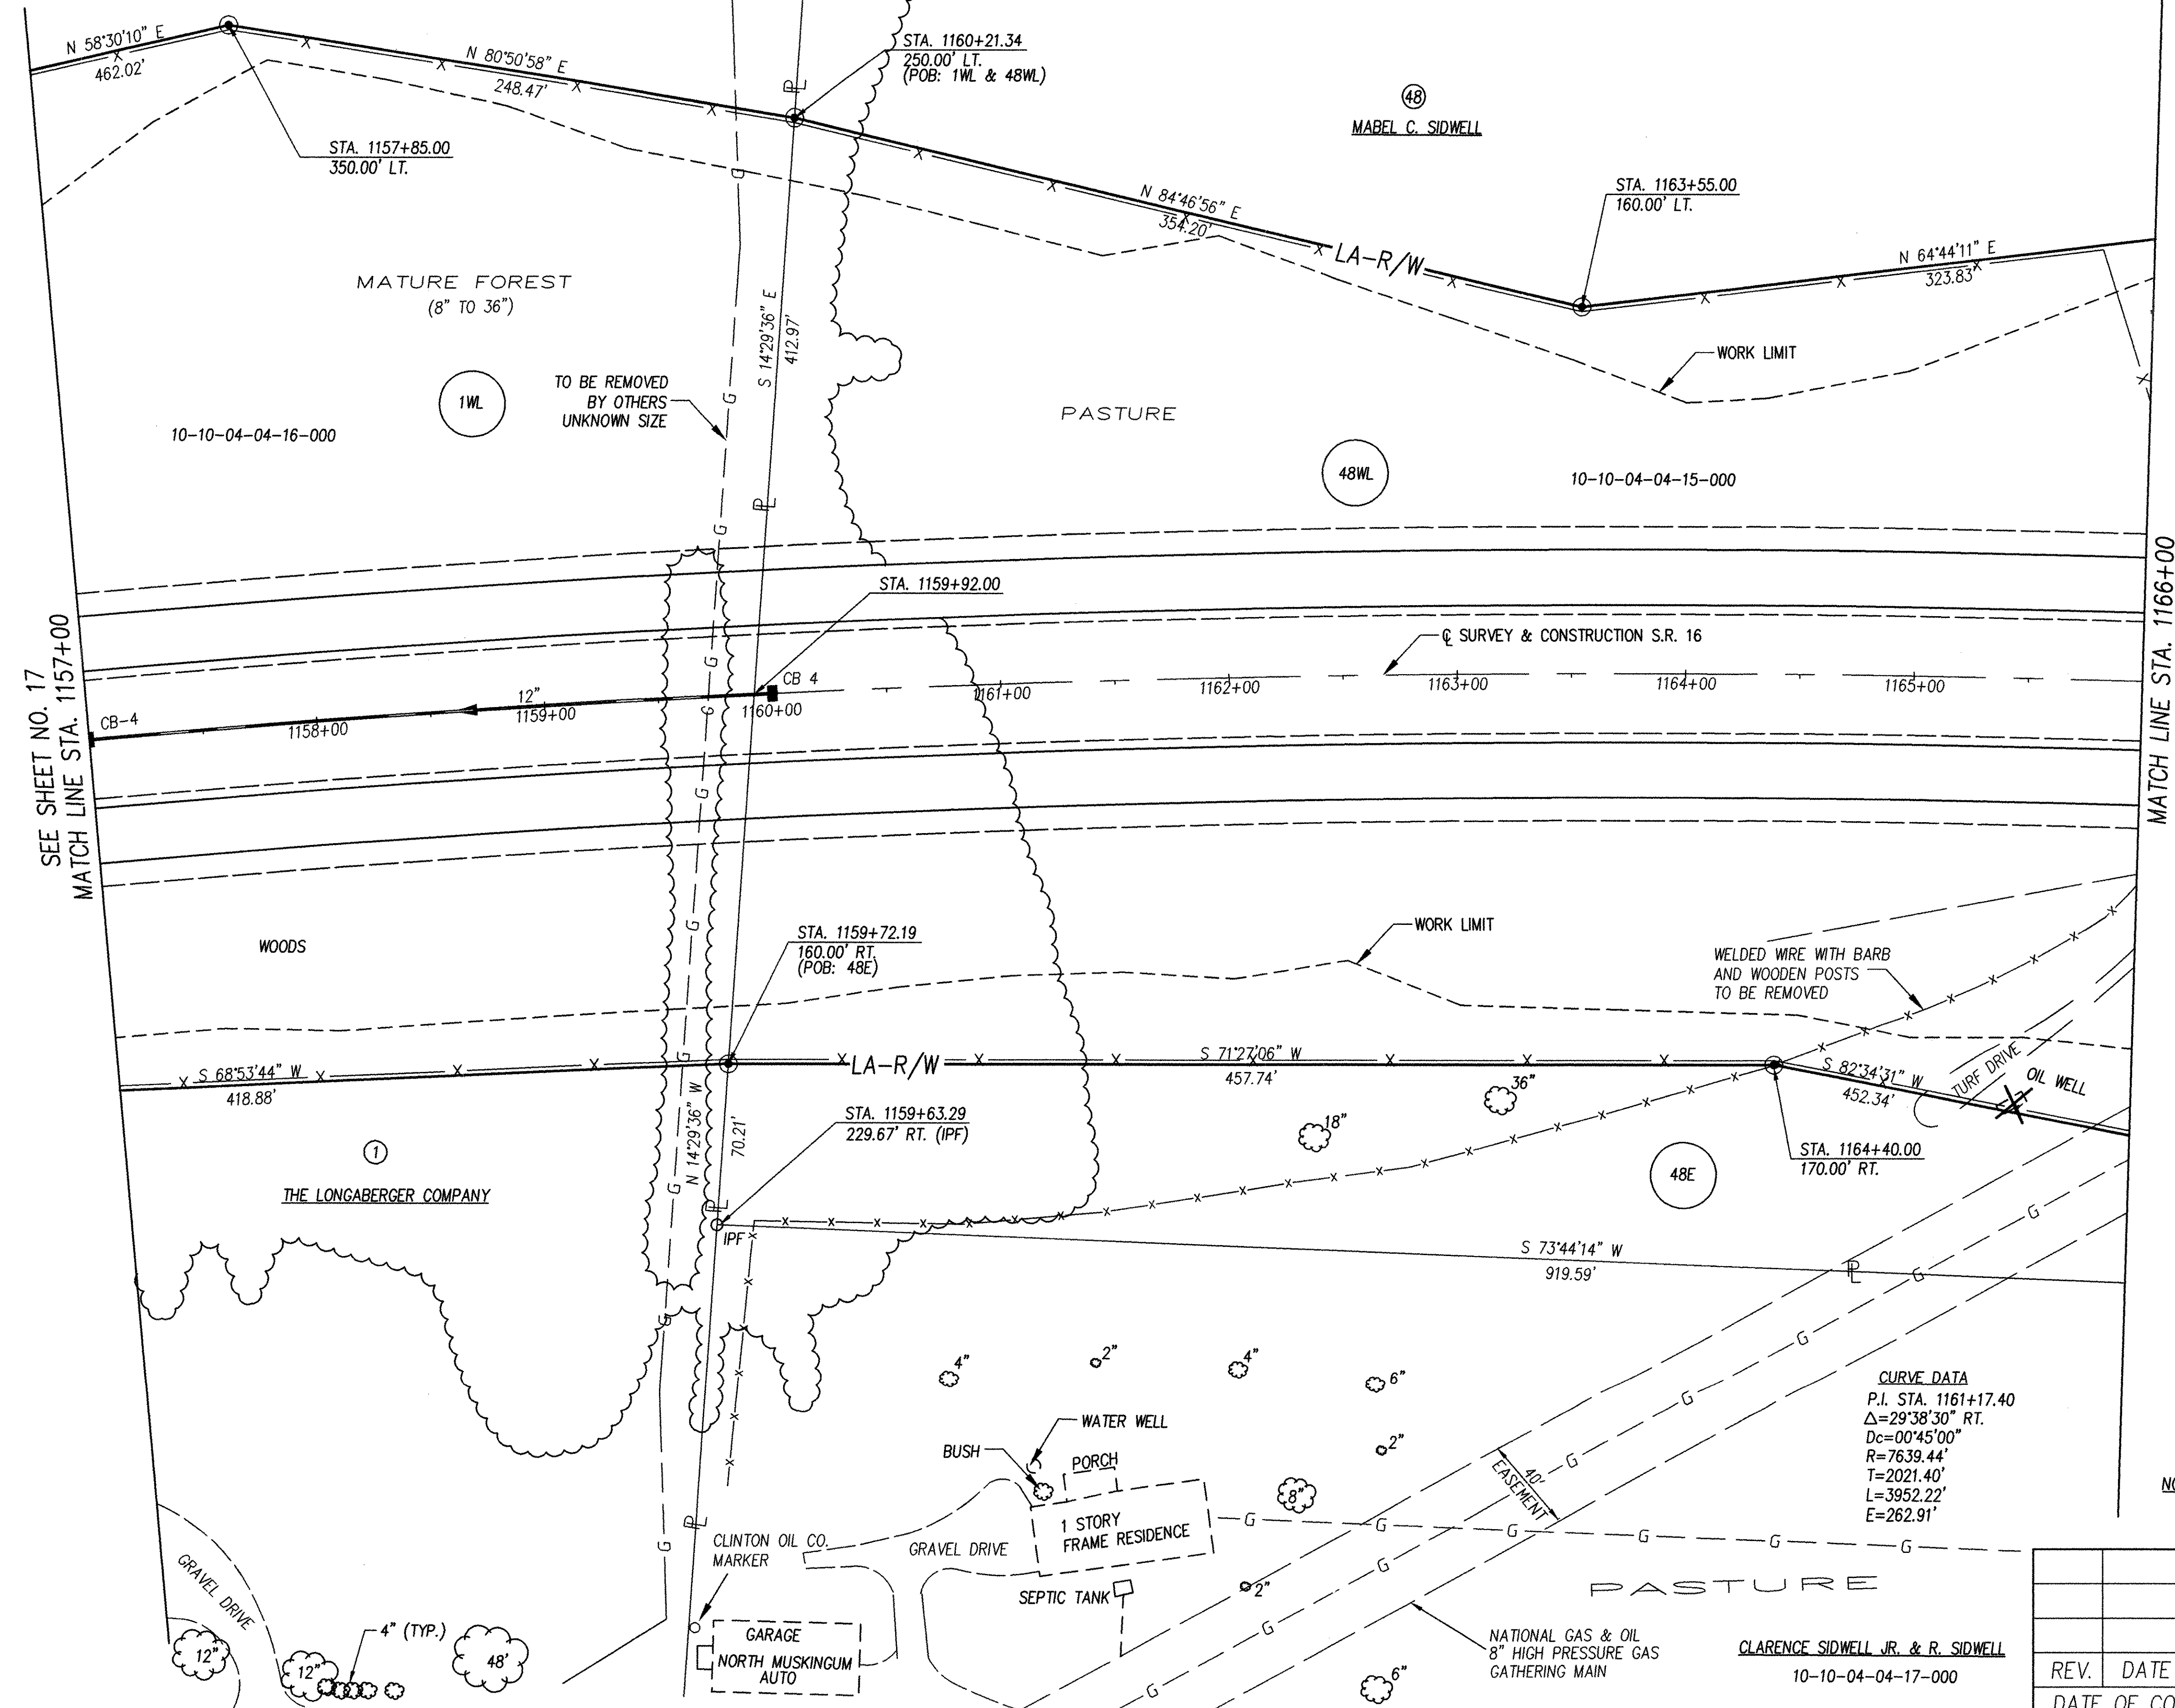 N 58°30'10" E
462.02'
N 80°50'58" E
248.47'
STA. 1157+85.00
350.00' LT.
STA. 1160+21.34
250.00' LT.
(POB: 1WL & 48WL)
48
MABEL C. SIDWELL
N 84°46'56" E
354.20'
STA. 1163+55.00
160.00' LT.
LA-R/W
N 64°44'11" E
323.83'
WORK LIMIT
MATURE FOREST
(8" TO 36")
S 14°29'36" E
412.97'
TO BE REMOVED
BY OTHERS
UNKNOWN SIZE
1WL
10-10-04-04-16-000
PASTURE
48WL
10-10-04-04-15-000
STA. 1159+92.00
℄ SURVEY & CONSTRUCTION S.R. 16
SEE SHEET NO. 17
MATCH LINE STA. 1157+00
MATCH LINE STA. 1166+00
CB-4
12"
CB 4
1158+00
1159+00
1160+00
1161+00
1162+00
1163+00
1164+00
1165+00
WOODS
STA. 1159+72.19
160.00' RT.
(POB: 48E)
WORK LIMIT
WELDED WIRE WITH BARB
AND WOODEN POSTS
TO BE REMOVED
S 68°53'44" W
418.88'
LA-R/W
S 71°27'06" W
457.74'
S 82°34'31" W
452.34'
TURF DRIVE
OIL WELL
36"
18"
STA. 1159+63.29
229.67' RT. (IPF)
N 14°29'36" W
70.21'
STA. 1164+40.00
170.00' RT.
48E
1
THE LONGABERGER COMPANY
IPF
S 73°44'14" W
919.59'
4"
2"
4"
6"
2"
8"
CURVE DATA
P.I. STA. 1161+17.40
Δ=29°38'30" RT.
Dc=00°45'00"
R=7639.44'
T=2021.40'
L=3952.22'
E=262.91'
WATER WELL
BUSH
PORCH
1 STORY
FRAME RESIDENCE
40'
EASEMENT
CLINTON OIL CO.
MARKER
GRAVEL DRIVE
SEPTIC TANK
2"
PASTURE
GRAVEL DRIVE
4" (TYP.)
12"
12"
48'
GARAGE
NORTH MUSKINGUM
AUTO
6"
NATIONAL GAS & OIL
8" HIGH PRESSURE GAS
GATHERING MAIN
CLARENCE SIDWELL JR. & R. SIDWELL
10-10-04-04-17-000
REV. DATE
DATE OF CO